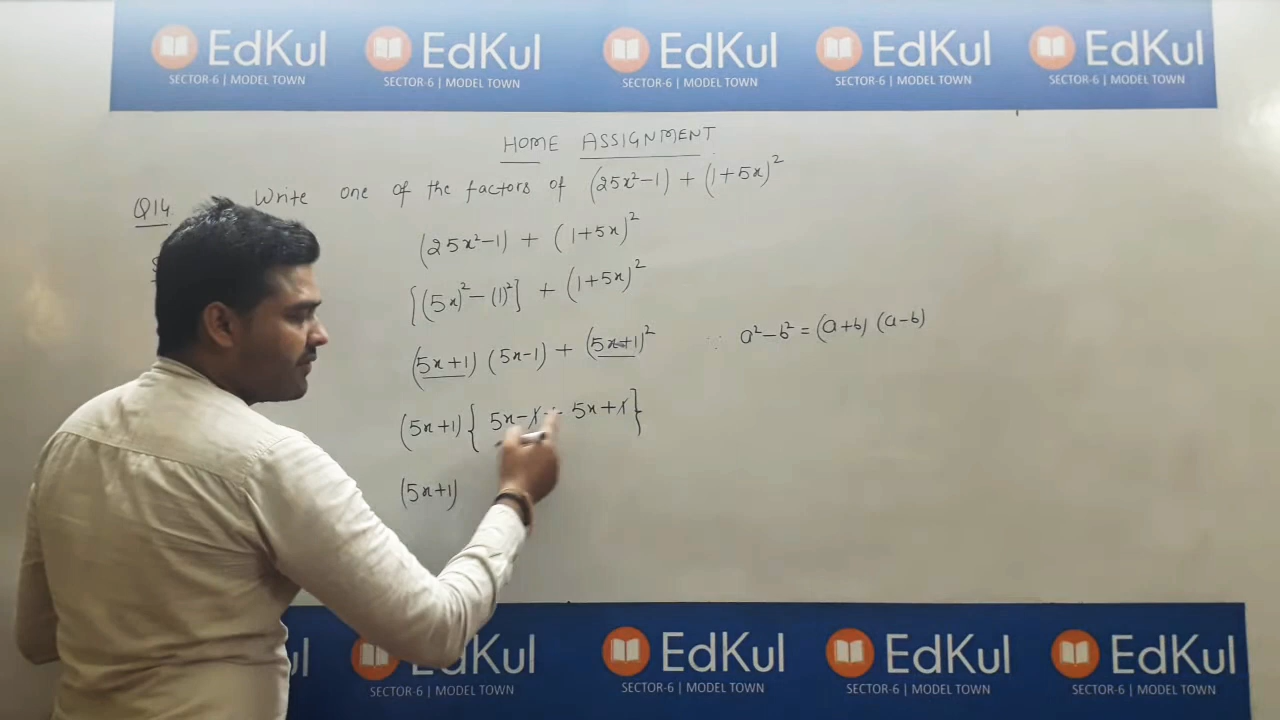 EdKul EdKul EdKul EdKul EdKul
SECTOR-6 | MODEL TOWN SECTOR-6 | MODEL TOWN SECTOR-6 | MODEL TOWN SECTOR-6 | MODEL TOWN SECTOR-6 | MODEL TOWN
HOME ASSIGNMENT
Q14 Write one of the factors of (25x²-1) + (1+5x)²
(25x²-1) + (1+5x)²
[(5x)² - (1)²] + (1+5x)²
(5x+1) (5x-1) + (5x+1)² ∵ a²-b² = (a+b) (a-b)
(5x+1) { 5x-1 + 5x+1 }
(5x+1)
EdKul EdKul EdKul EdKul
SECTOR-6 | MODEL TOWN SECTOR-6 | MODEL TOWN SECTOR-6 | MODEL TOWN SECTOR-6 | MODEL TOWN